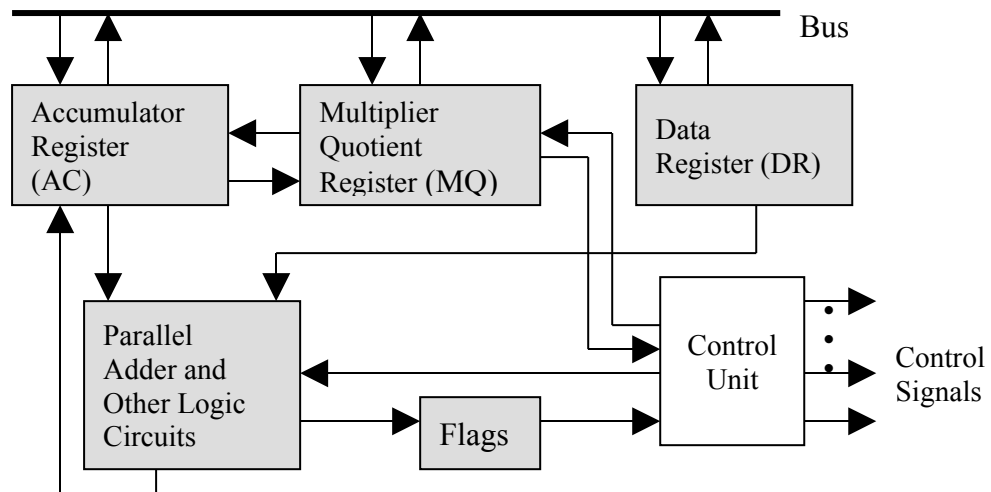 Bus
Accumulator
Register
(AC)
Multiplier
Quotient
Register (MQ)
Data
Register (DR)
Parallel
Adder and
Other Logic
Circuits
Flags
Control
Unit
Control
Signals